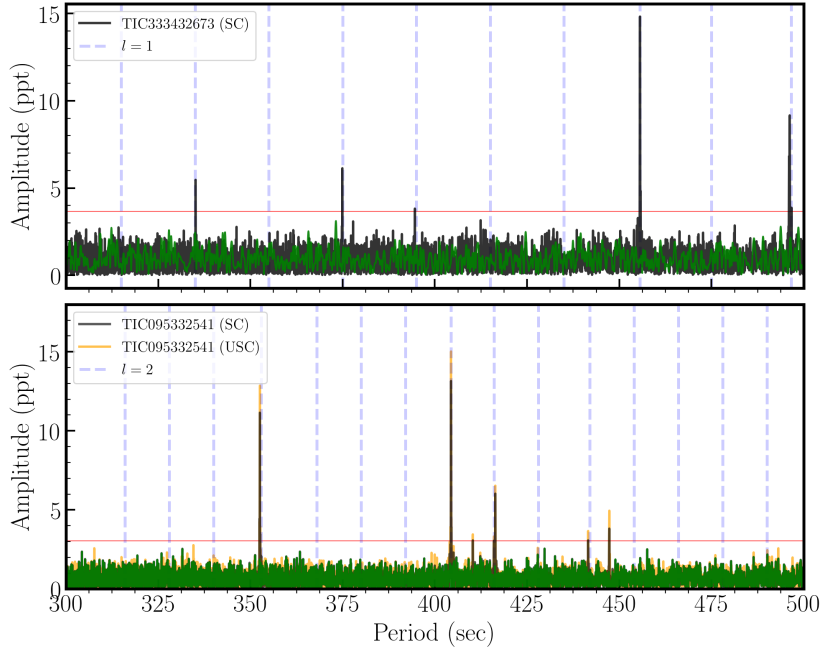 TIC333432673 (SC)
l = 1
Amplitude (ppt)
15
10
5
0
TIC095332541 (SC)
TIC095332541 (USC)
l = 2
Amplitude (ppt)
15
10
5
0
300 325 350 375 400 425 450 475 500
Period (sec)